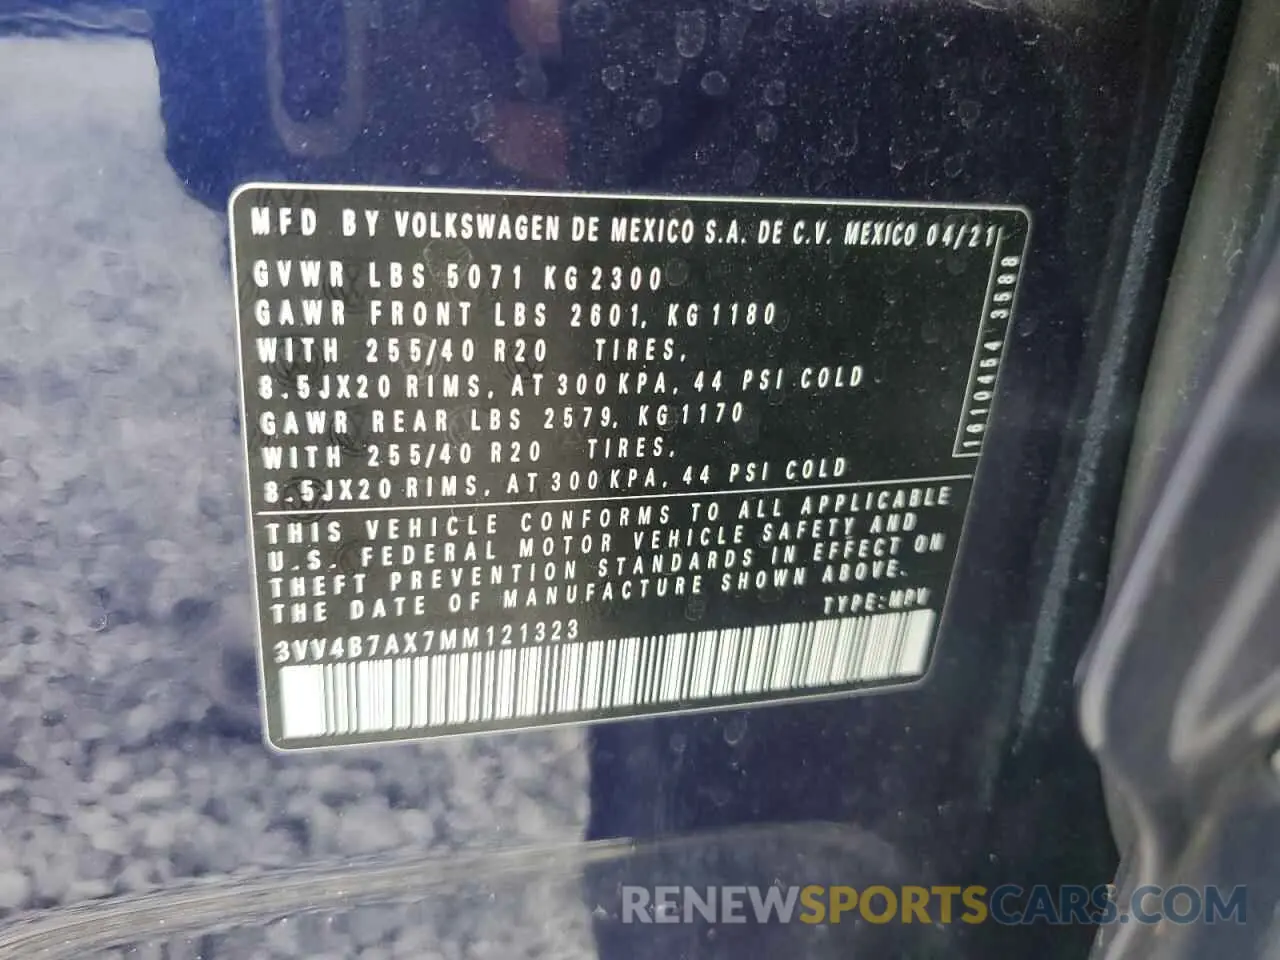 MFD BY VOLKSWAGEN DE MEXICO S.A. DE C.V. MEXICO 04/21
GVWR LBS 5071 KG 2300
GAWR FRONT LBS 2601, KG 1180
WITH 255/40 R20 TIRES,
8.5JX20 RIMS, AT 300 KPA, 44 PSI COLD
GAWR REAR LBS 2579, KG 1170
WITH 255/40 R20 TIRES,
8.5JX20 RIMS, AT 300 KPA, 44 PSI COLD
1610464 3588
THIS VEHICLE CONFORMS TO ALL APPLICABLE
U.S. FEDERAL MOTOR VEHICLE SAFETY AND
THEFT PREVENTION STANDARDS IN EFFECT ON
THE DATE OF MANUFACTURE SHOWN ABOVE.
TYPE:MPV
3VV4B7AX7MM121323
RENEWSPORTSCARS.COM